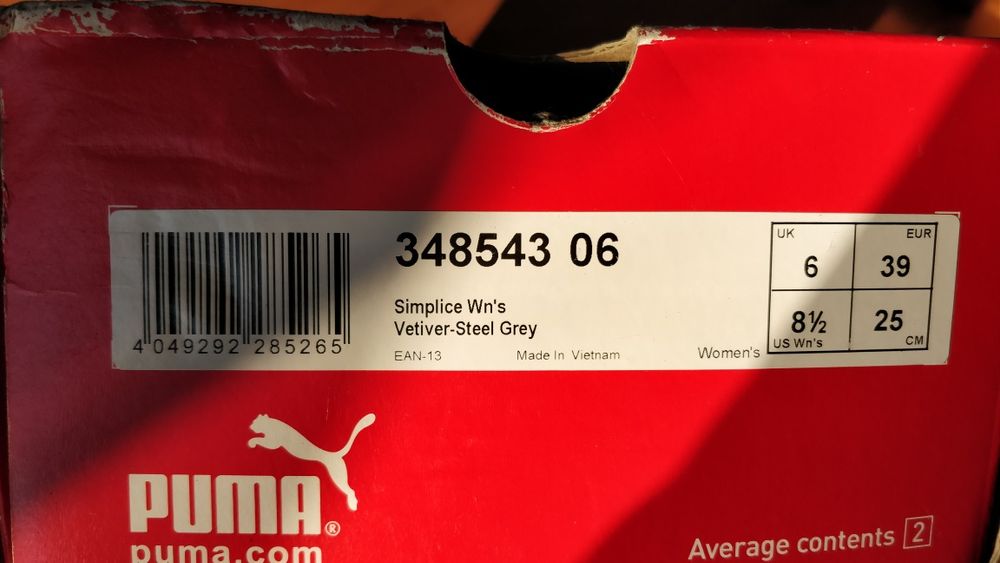 348543 06
Simplice Wn's
Vetiver-Steel Grey
4 049292 285265
EAN-13 Made In Vietnam Women's
UK 6 EUR 39
8½ US Wn's 25 CM
PUMA®
puma.com
Average contents 2